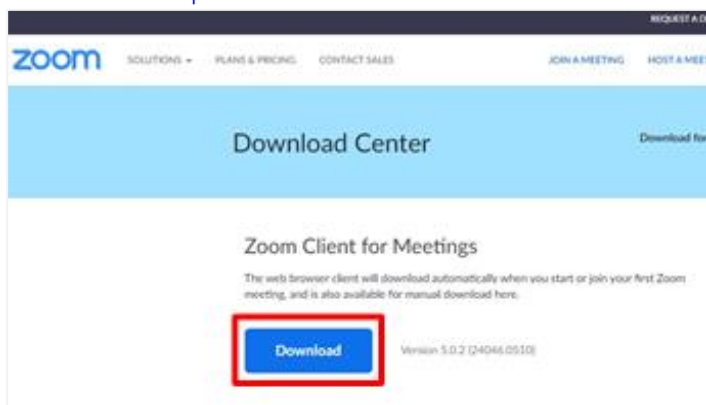 REQUEST A D
zoom SOLUTIONS PLANS & PRICING CONTACT SALES JOIN A MEETING HOST A MEE
Download Center Download for
Zoom Client for Meetings
The web browser client will download automatically when you start or join your first Zoom
meeting, and is also available for manual download here.
Download Version 5.0.2 (24046.0510)